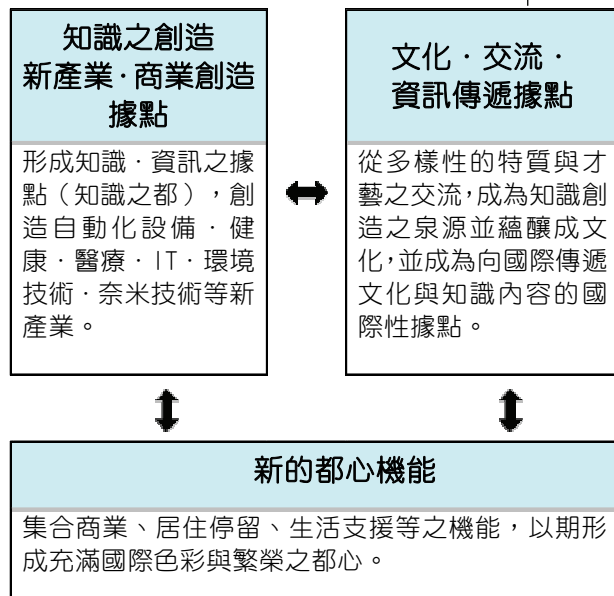 知識之創造
新產業‧商業創造
據點
形成知識‧資訊之據
點（知識之都），創
造自動化設備‧健
康‧醫療‧IT‧環境
技術‧奈米技術等新
產業。
文化‧交流‧
資訊傳遞據點
從多樣性的特質與才
藝之交流，成為知識創
造之泉源並蘊釀成文
化，並成為向國際傳遞
文化與知識內容的國
際性據點。
新的都心機能
集合商業、居住停留、生活支援等之機能，以期形
成充滿國際色彩與繁榮之都心。